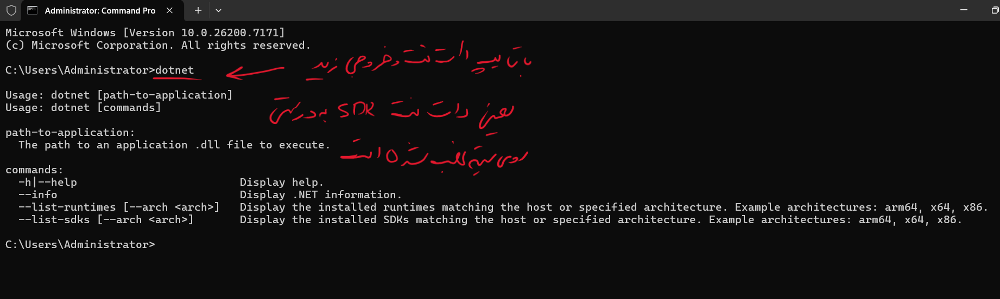 Administrator: Command Pro
Microsoft Windows [Version 10.0.26200.7171]
(c) Microsoft Corporation. All rights reserved.
C:\Users\Administrator>dotnet
با تایپ دات نت و خروجی زیر
Usage: dotnet [path-to-application]
Usage: dotnet [commands]
یعنی دات نت SDK به درستی
path-to-application:
The path to an application .dll file to execute.
روی سیستم نصب شده است
commands:
-h|--help Display help.
--info Display .NET information.
--list-runtimes [--arch <arch>] Display the installed runtimes matching the host or specified architecture. Example architectures: arm64, x64, x86.
--list-sdks [--arch <arch>] Display the installed SDKs matching the host or specified architecture. Example architectures: arm64, x64, x86.
C:\Users\Administrator>